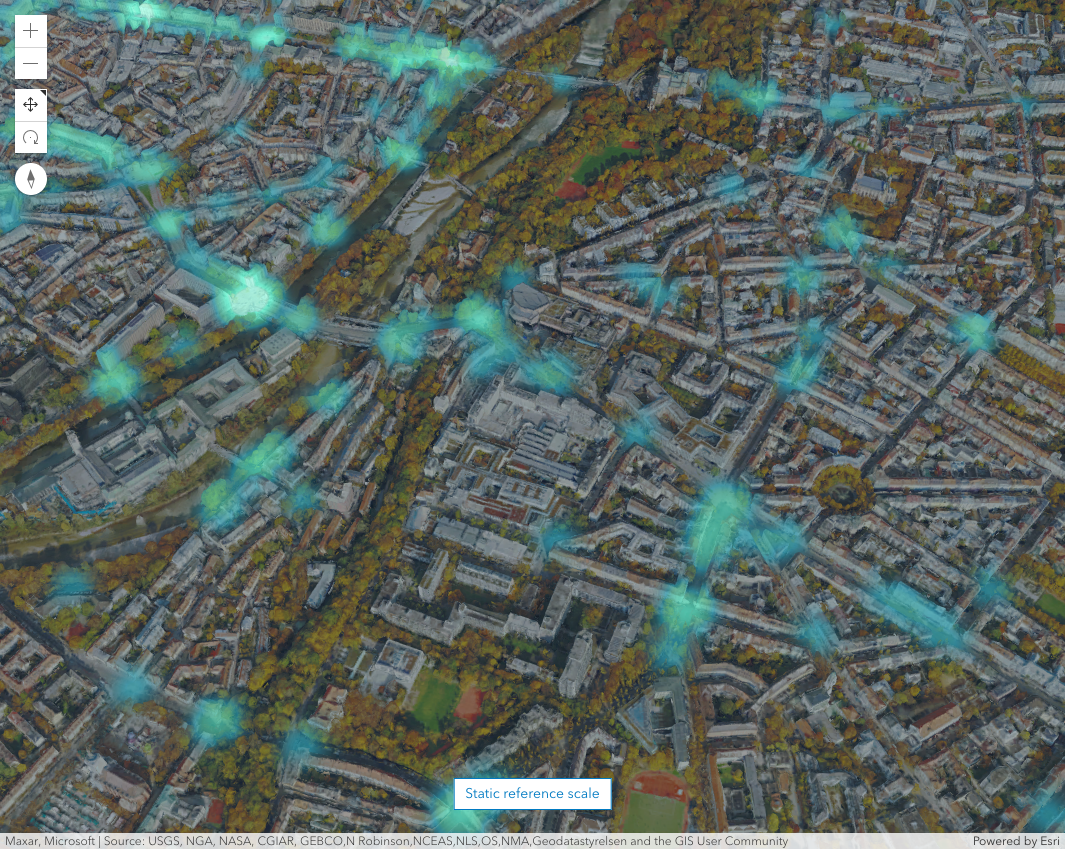 Static reference scale
Maxar, Microsoft | Source: USGS, NGA, NASA, CGIAR, GEBCO,N Robinson,NCEAS,NLS,OS,NMA,Geodatastyrelsen and the GIS User Community
Powered by Esri